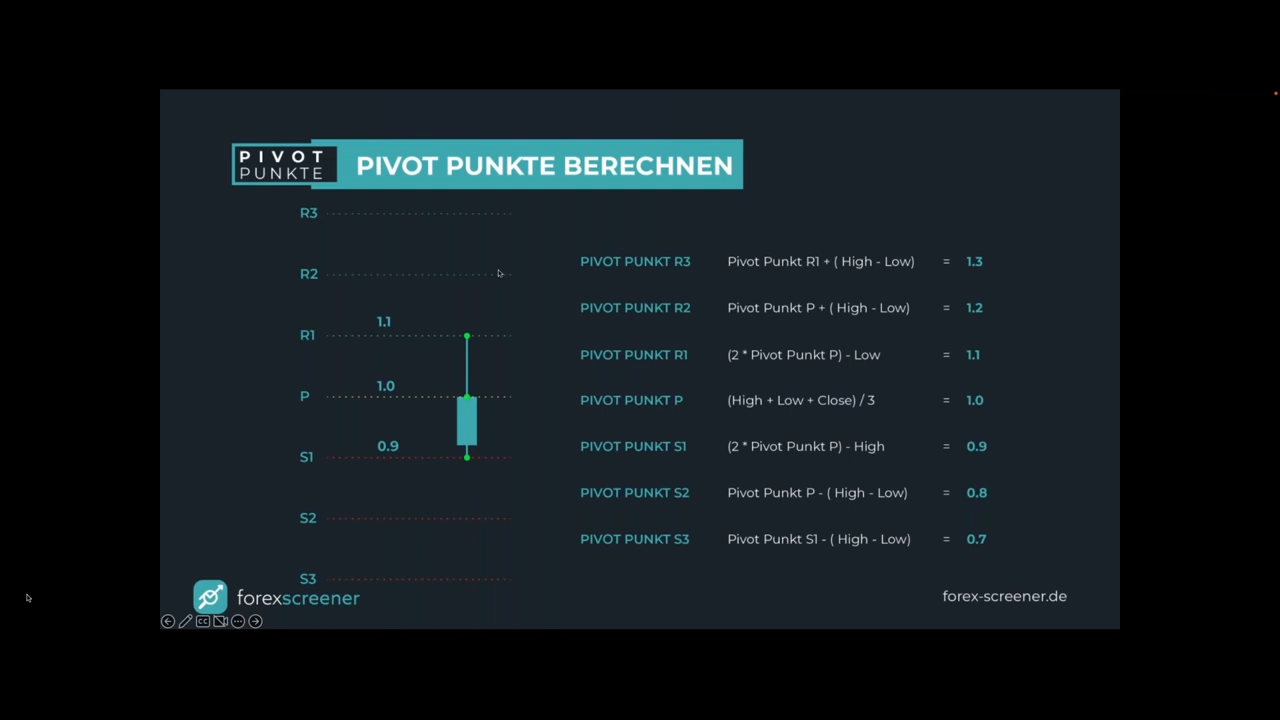 PIVOT
PUNKTE
PIVOT PUNKTE BERECHNEN
R3
R2
1.1
R1
1.0
P
0.9
S1
S2
S3
PIVOT PUNKT R3 Pivot Punkt R1 + ( High - Low) = 1.3
PIVOT PUNKT R2 Pivot Punkt P + ( High - Low) = 1.2
PIVOT PUNKT R1 (2 * Pivot Punkt P) - Low = 1.1
PIVOT PUNKT P (High + Low + Close) / 3 = 1.0
PIVOT PUNKT S1 (2 * Pivot Punkt P) - High = 0.9
PIVOT PUNKT S2 Pivot Punkt P - ( High - Low) = 0.8
PIVOT PUNKT S3 Pivot Punkt S1 - ( High - Low) = 0.7
forexscreener
forex-screener.de
CC